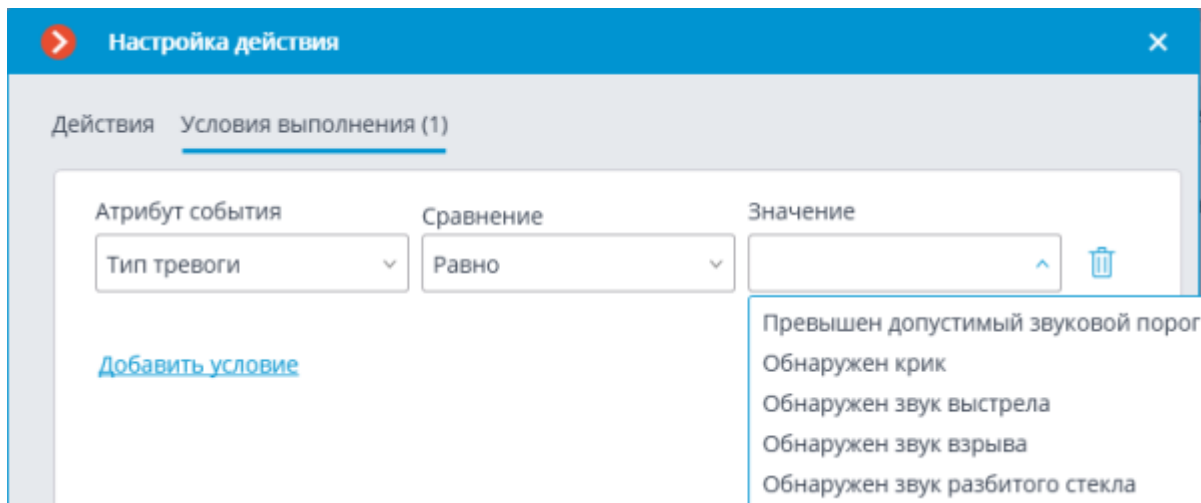 Настройка действия
Действия Условия выполнения (1)
Атрибут события Сравнение Значение
Тип тревоги Равно
Превышен допустимый звуковой порог
Добавить условие
Обнаружен крик
Обнаружен звук выстрела
Обнаружен звук взрыва
Обнаружен звук разбитого стекла